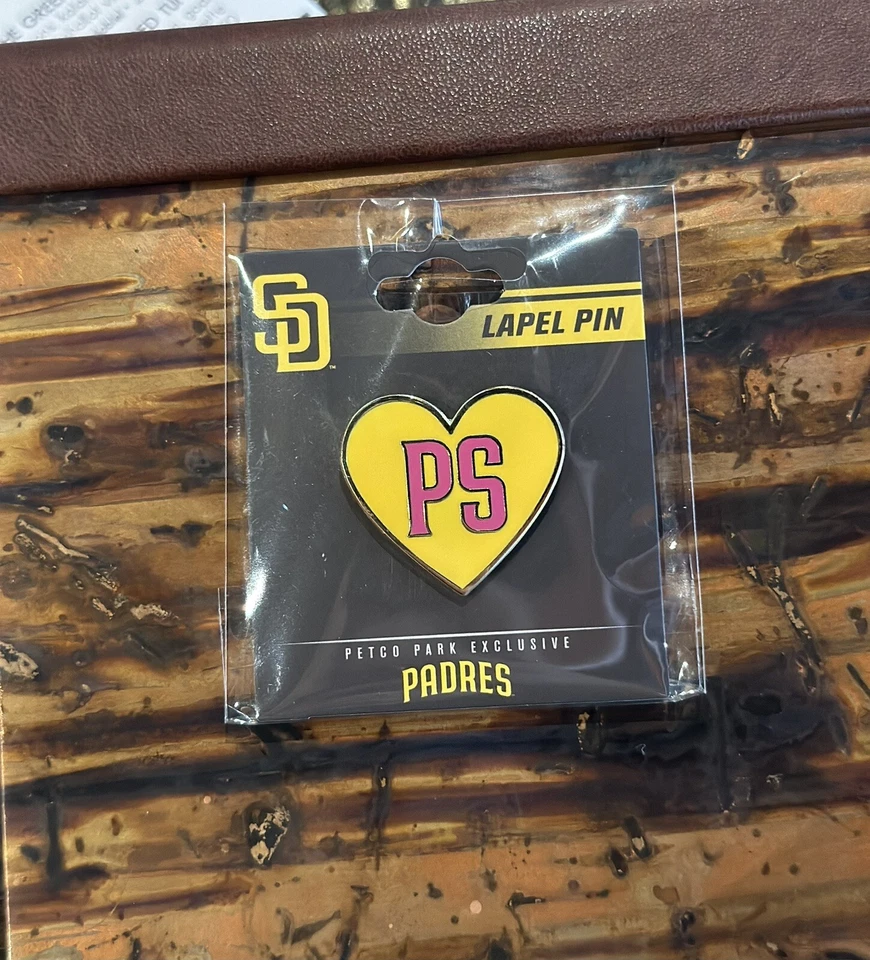 SD
LAPEL PIN
PS
PETCO PARK EXCLUSIVE
PADRES